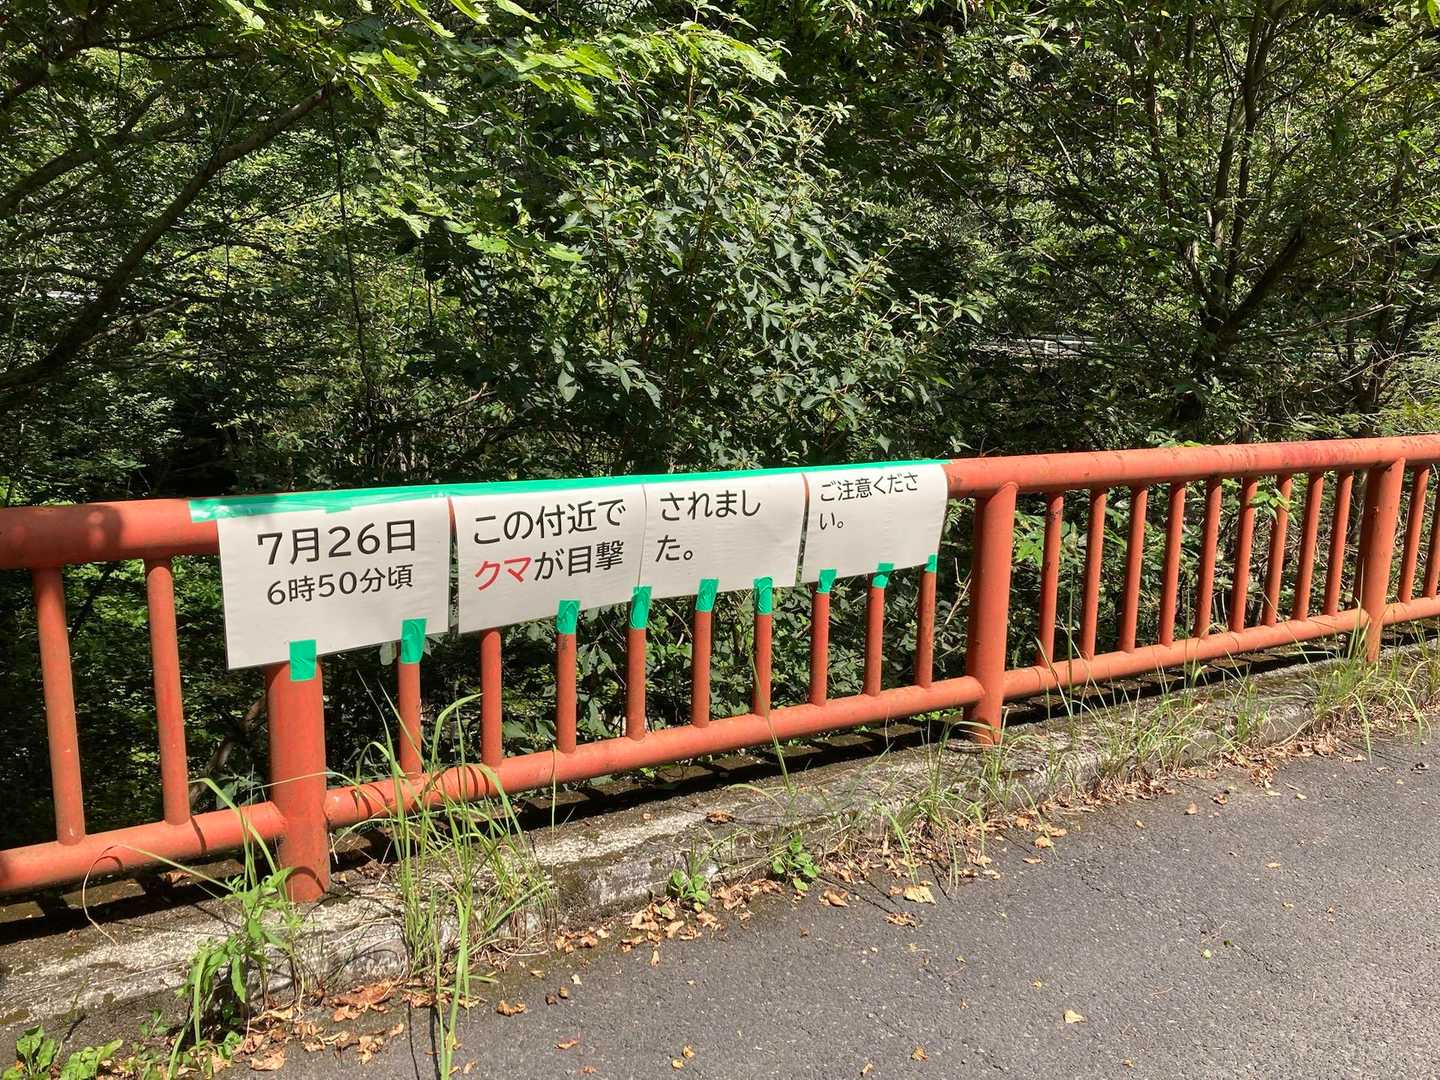 7月26日
6時50分頃
この付近で
クマが目撃
されまし
た。
ご注意くださ
い。